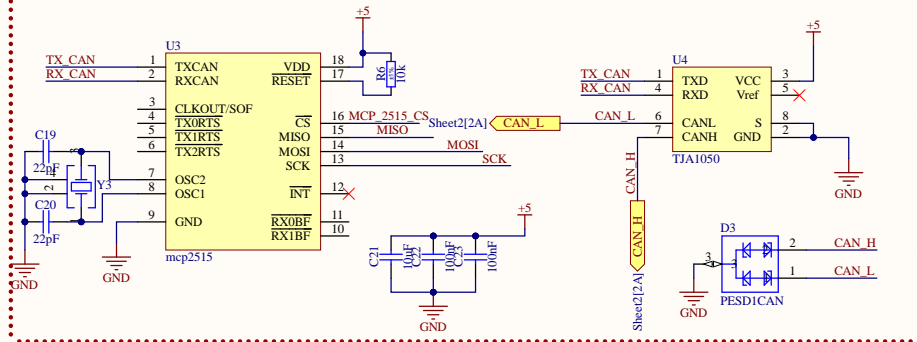 +5
U3
TX_CAN 1 TXCAN VDD 18
RX_CAN 2 RXCAN RESET 17
R6
10k
3 CLKOUT/SOF
4 TX0RTS CS 16 MCP_2515_CS
5 TX1RTS MISO 15 MISO
6 TX2RTS MOSI 14 MOSI
SCK 13 SCK
C19
22pF
Y3
2
1
7 OSC2
8 OSC1 INT 12
C20
22pF
9 GND RX0BF 11
RX1BF 10
mcp2515
GND
GND
+5
C21
10uF
C22
100nF
C23
100nF
GND
+5
U4
TX_CAN 1 TXD VCC 3
RX_CAN 4 RXD Vref 5
Sheet2[2A] CAN_L CAN_L 6 CANL S 8
7 CANH GND 2
TJA1050
CAN_H
CAN_H
Sheet2[2A]
GND
D3
2 CAN_H
3 3
1 CAN_L
PESD1CAN
GND